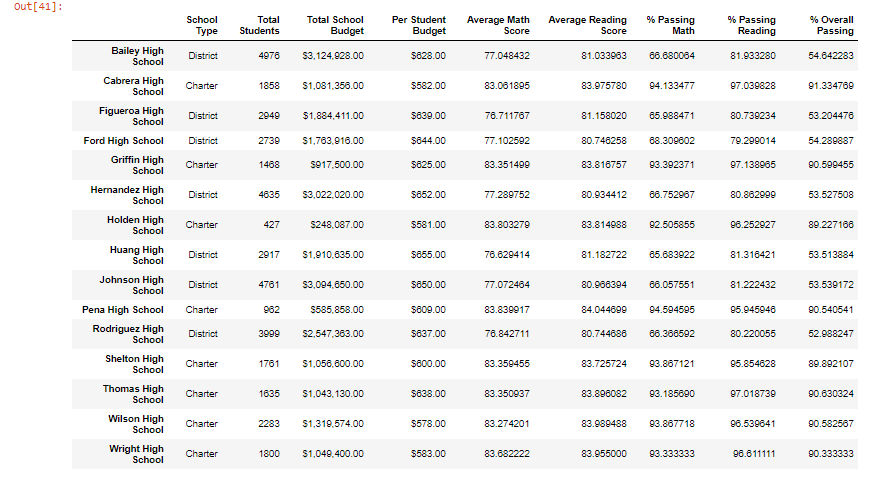 Out[41]:
School Type Total Students Total School Budget Per Student Budget Average Math Score Average Reading Score % Passing Math % Passing Reading % Overall Passing
Bailey High School District 4976 $3,124,928.00 $628.00 77.048432 81.033963 66.680064 81.933280 54.642283
Cabrera High School Charter 1858 $1,081,356.00 $582.00 83.061895 83.975780 94.133477 97.039828 91.334769
Figueroa High School District 2949 $1,884,411.00 $639.00 76.711767 81.158020 65.988471 80.739234 53.204476
Ford High School District 2739 $1,763,916.00 $644.00 77.102592 80.746258 68.309602 79.299014 54.289887
Griffin High School Charter 1468 $917,500.00 $625.00 83.351499 83.816757 93.392371 97.138965 90.599455
Hernandez High School District 4635 $3,022,020.00 $652.00 77.289752 80.934412 66.752967 80.862999 53.527508
Holden High School Charter 427 $248,087.00 $581.00 83.803279 83.814988 92.505855 96.252927 89.227166
Huang High School District 2917 $1,910,635.00 $655.00 76.629414 81.182722 65.683922 81.316421 53.513884
Johnson High School District 4761 $3,094,650.00 $650.00 77.072464 80.966394 66.057551 81.222432 53.539172
Pena High School Charter 962 $585,858.00 $609.00 83.839917 84.044699 94.594595 95.945946 90.540541
Rodriguez High School District 3999 $2,547,363.00 $637.00 76.842711 80.744686 66.366592 80.220055 52.988247
Shelton High School Charter 1761 $1,056,600.00 $600.00 83.359455 83.725724 93.867121 95.854628 89.892107
Thomas High School Charter 1635 $1,043,130.00 $638.00 83.350937 83.896082 93.185690 97.018739 90.630324
Wilson High School Charter 2283 $1,319,574.00 $578.00 83.274201 83.989488 93.867718 96.539641 90.582567
Wright High School Charter 1800 $1,049,400.00 $583.00 83.682222 83.955000 93.333333 96.611111 90.333333